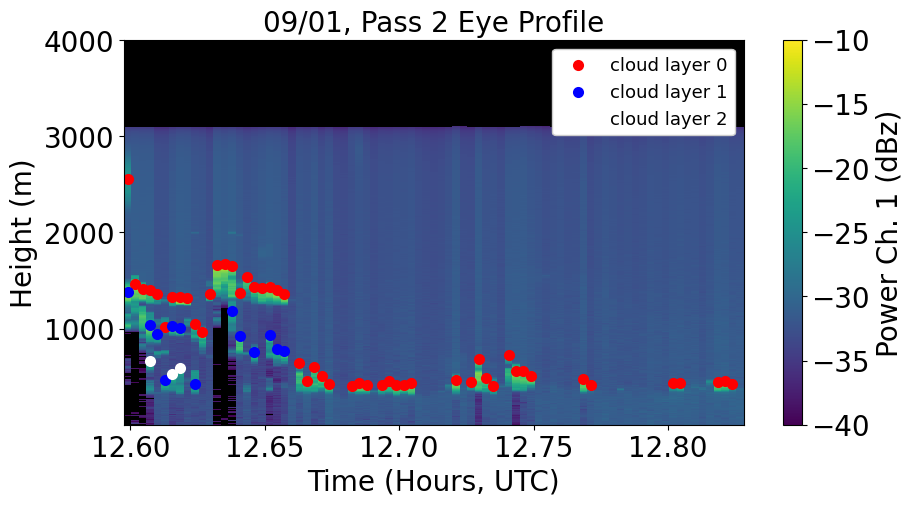 09/01, Pass 2 Eye Profile
4000
3000
2000
1000
Height (m)
12.60
12.65
12.70
12.75
12.80
Time (Hours, UTC)
cloud layer 0
cloud layer 1
cloud layer 2
−10
−15
−20
−25
−30
−35
−40
Power Ch. 1 (dBz)